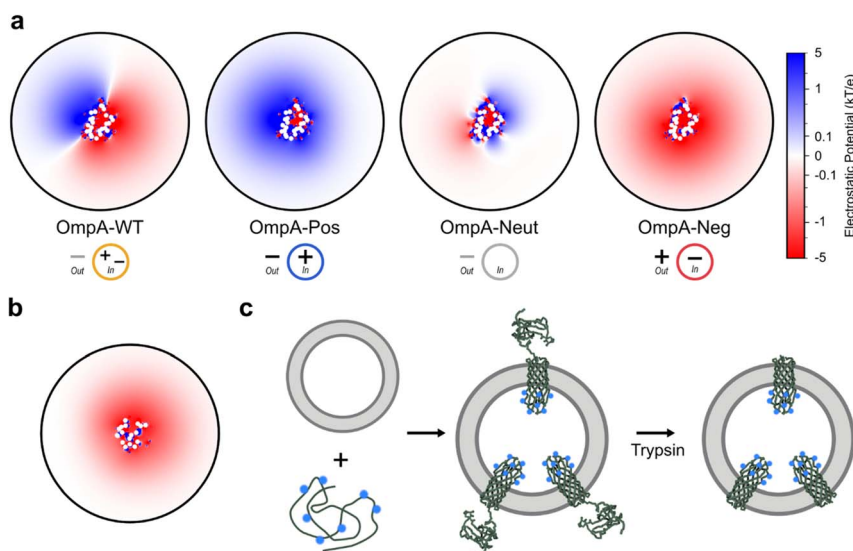 a
5
1
0.1
0
-0.1
-1
-5
Electrostatic Potential (kT/e)
OmpA-WT OmpA-Pos OmpA-Neut OmpA-Neg
− Out + − In − Out + In − Out In + Out − In
b
c
+
Trypsin